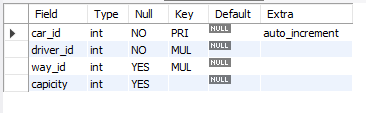 Field Type Null Key Default Extra
car_id int NO PRI NULL auto_increment
driver_id int NO MUL NULL
way_id int YES MUL NULL
capicity int YES NULL